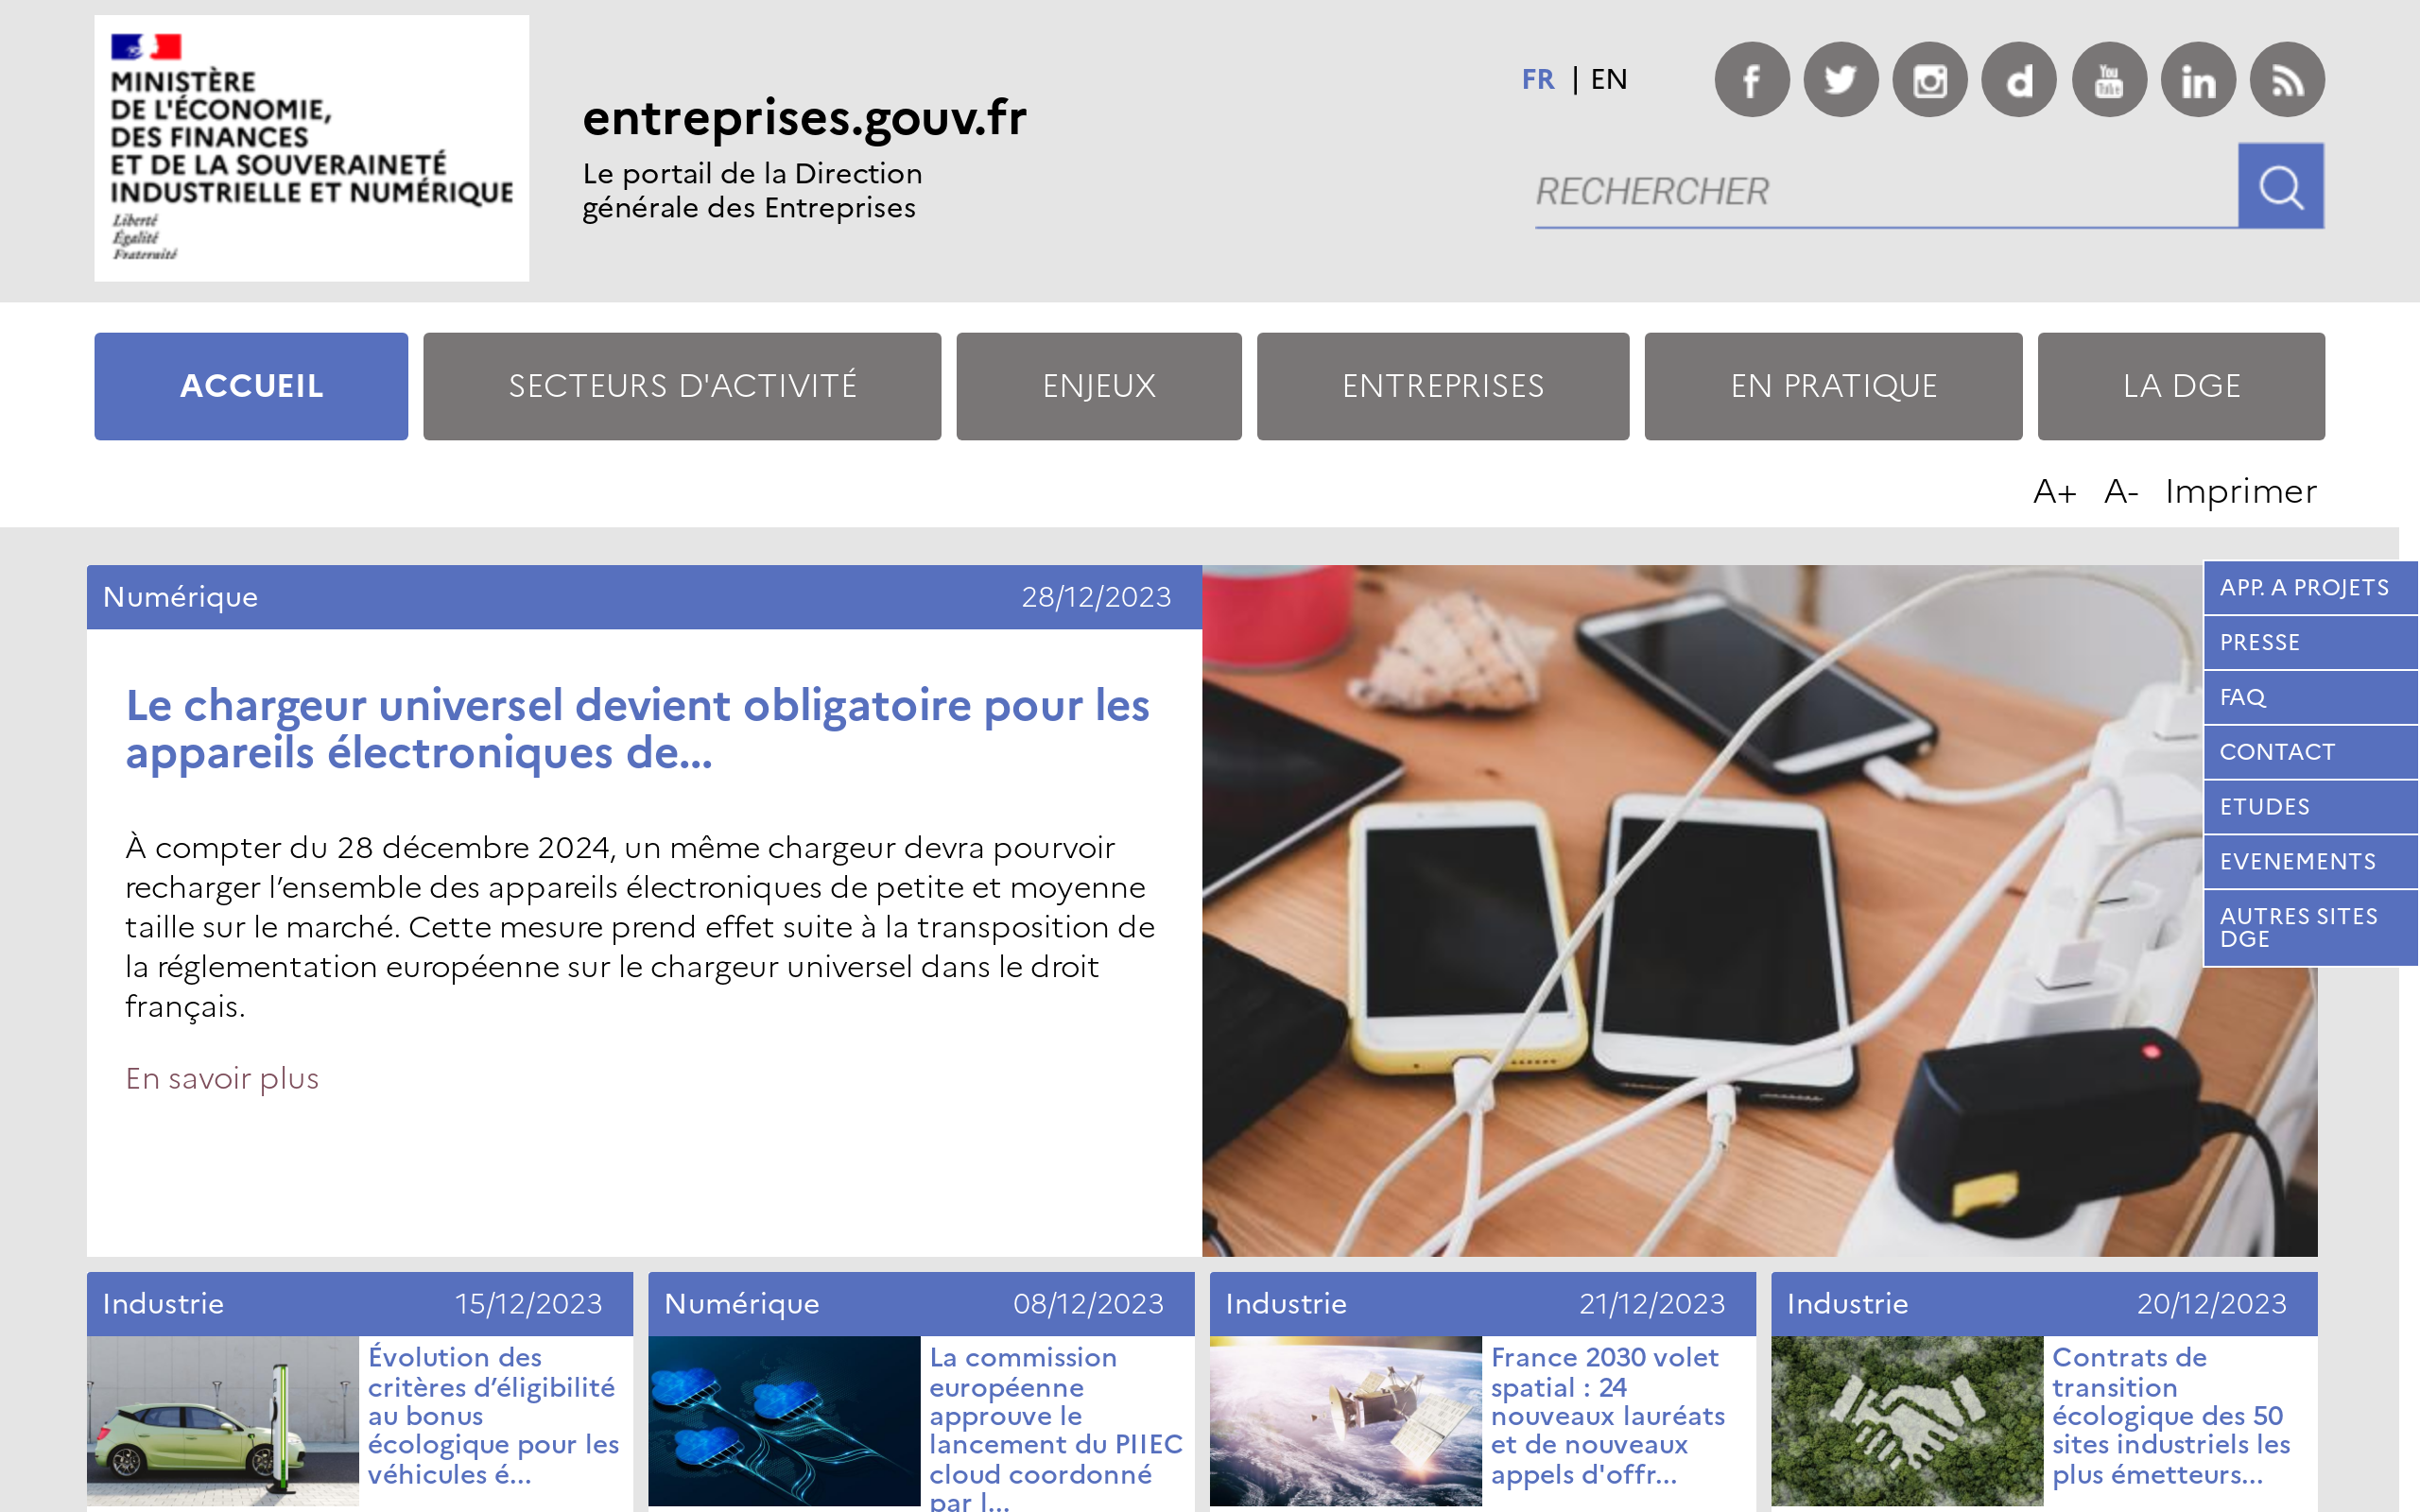 MINISTÈRE
DE L'ÉCONOMIE,
DES FINANCES
ET DE LA SOUVERAINETÉ
INDUSTRIELLE ET NUMÉRIQUE
Liberté
Égalité
Fraternité
entreprises.gouv.fr
Le portail de la Direction
générale des Entreprises
FR | EN
f
d
You Tube
in
RECHERCHER
ACCUEIL
SECTEURS D'ACTIVITÉ
ENJEUX
ENTREPRISES
EN PRATIQUE
LA DGE
A+ A- Imprimer
Numérique 28/12/2023
Le chargeur universel devient obligatoire pour les
appareils électroniques de...
À compter du 28 décembre 2024, un même chargeur devra pourvoir
recharger l’ensemble des appareils électroniques de petite et moyenne
taille sur le marché. Cette mesure prend effet suite à la transposition de
la réglementation européenne sur le chargeur universel dans le droit
français.
En savoir plus
APP. A PROJETS
PRESSE
FAQ
CONTACT
ETUDES
EVENEMENTS
AUTRES SITES
DGE
Industrie 15/12/2023
Évolution des
critères d’éligibilité
au bonus
écologique pour les
véhicules é...
Numérique 08/12/2023
La commission
européenne
approuve le
lancement du PIIEC
cloud coordonné
par l...
Industrie 21/12/2023
France 2030 volet
spatial : 24
nouveaux lauréats
et de nouveaux
appels d'offr...
Industrie 20/12/2023
Contrats de
transition
écologique des 50
sites industriels les
plus émetteurs...